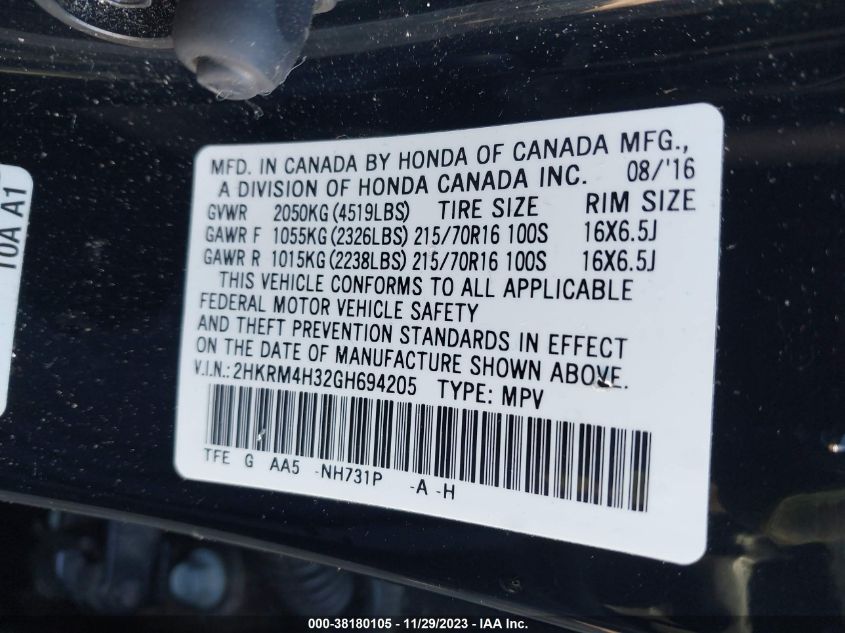 MFD. IN CANADA BY HONDA OF CANADA MFG.,
A DIVISION OF HONDA CANADA INC. 08/'16
GVWR 2050KG (4519LBS) TIRE SIZE RIM SIZE
GAWR F 1055KG (2326LBS) 215/70R16 100S 16X6.5J
GAWR R 1015KG (2238LBS) 215/70R16 100S 16X6.5J
THIS VEHICLE CONFORMS TO ALL APPLICABLE
FEDERAL MOTOR VEHICLE SAFETY
AND THEFT PREVENTION STANDARDS IN EFFECT
ON THE DATE OF MANUFACTURE SHOWN ABOVE.
V.I.N.: 2HKRM4H32GH694205 TYPE: MPV
TFE G AA5 -NH731P -A -H
10A A1
000-38180105 - 11/29/2023 - IAA Inc.